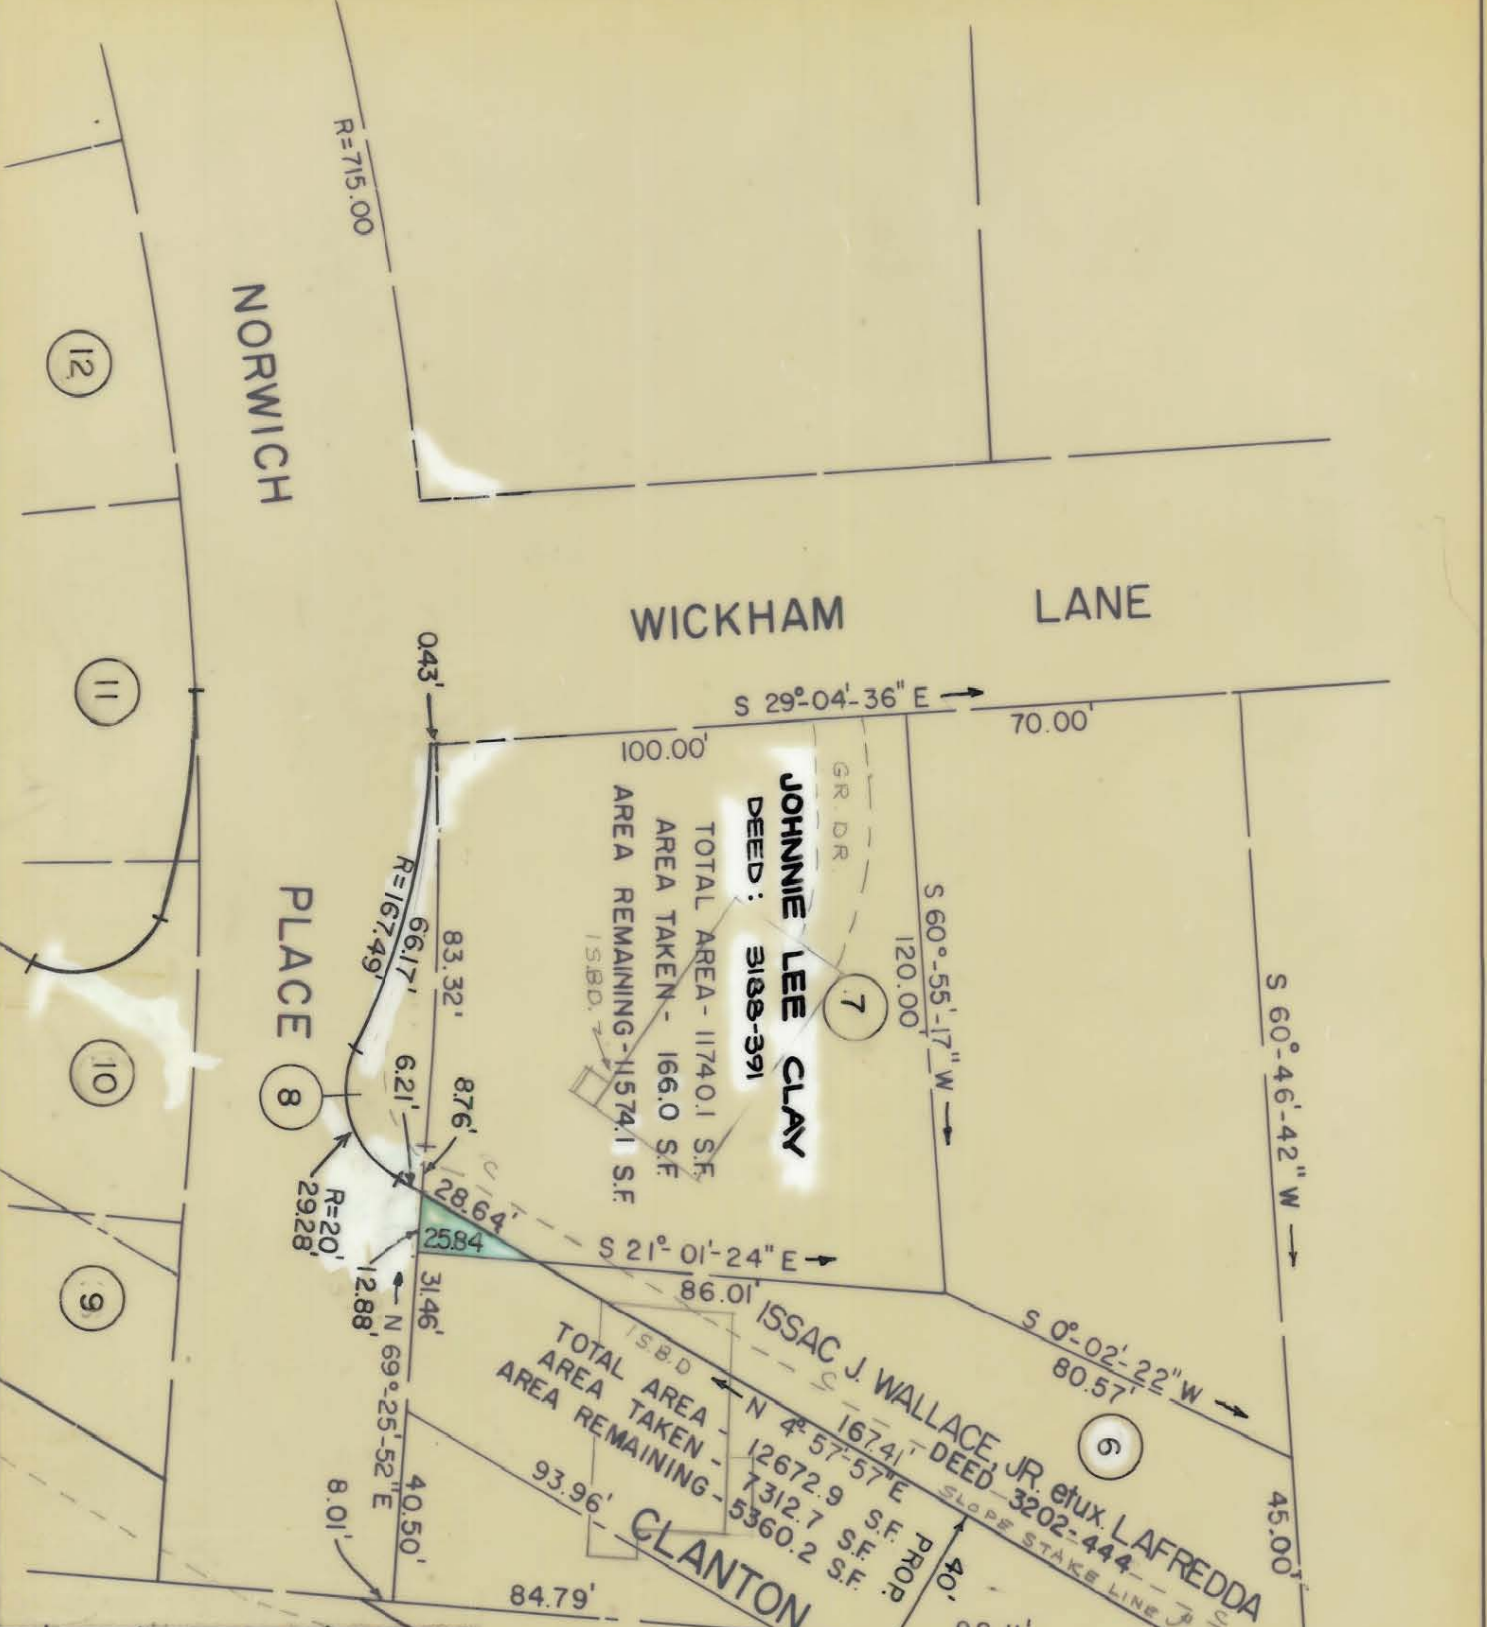 R=715.00
NORWICH
12
11
WICKHAM LANE
0.43'
S 29°-04'-36" E
100.00'
70.00'
GR. DR.
JOHNNIE LEE CLAY
DEED: 3188-391
TOTAL AREA- 11740.1 S.F.
AREA TAKEN- 166.0 S.F.
AREA REMAINING-11574.1 S.F.
1 S.B.D.
7
S 60°-55'-17" W
120.00'
S 60°-46'-42" W
83.32'
66.17'
R=167.49'
PLACE
8
10
9
6.21'
8.76'
28.64'
25.84
R=20'
29.28'
12.88'
31.46'
N 69°-25'-52" E
40.50'
8.01'
S 21°-01'-24" E
86.01'
S 0°-02'-22" W
80.57'
6
45.00'
ISSAC J. WALLACE, JR. etux. LAFREDDA
DEED 3202-444
167.41'
N 4°-57'-57" E
SLOPE STAKE LINE
1 S.B.D
TOTAL AREA - 12672.9 S.F.
AREA TAKEN - 7312.7 S.F.
AREA REMAINING - 5360.2 S.F.
93.96'
CLANTON
PROP.
40'
84.79'
C
C
C